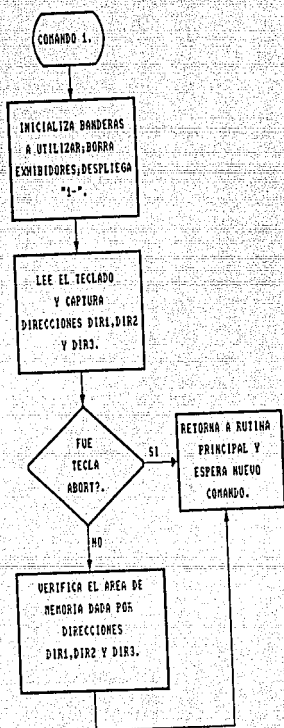 COMANDO 1.
INICIALIZA BANDERAS
A UTILIZAR;BORRA
EXHIBIDORES;DESPLIEGA
"1-".
LEE EL TECLADO
Y CAPTURA
DIRECCIONES DIR1,DIR2
Y DIR3.
FUE
TECLA
ABORT?.
SI
RETORNA A RUTINA
PRINCIPAL Y
ESPERA NUEVO
COMANDO.
NO
VERIFICA EL AREA DE
MEMORIA DADA POR
DIRECCIONES
DIR1,DIR2 Y DIR3.